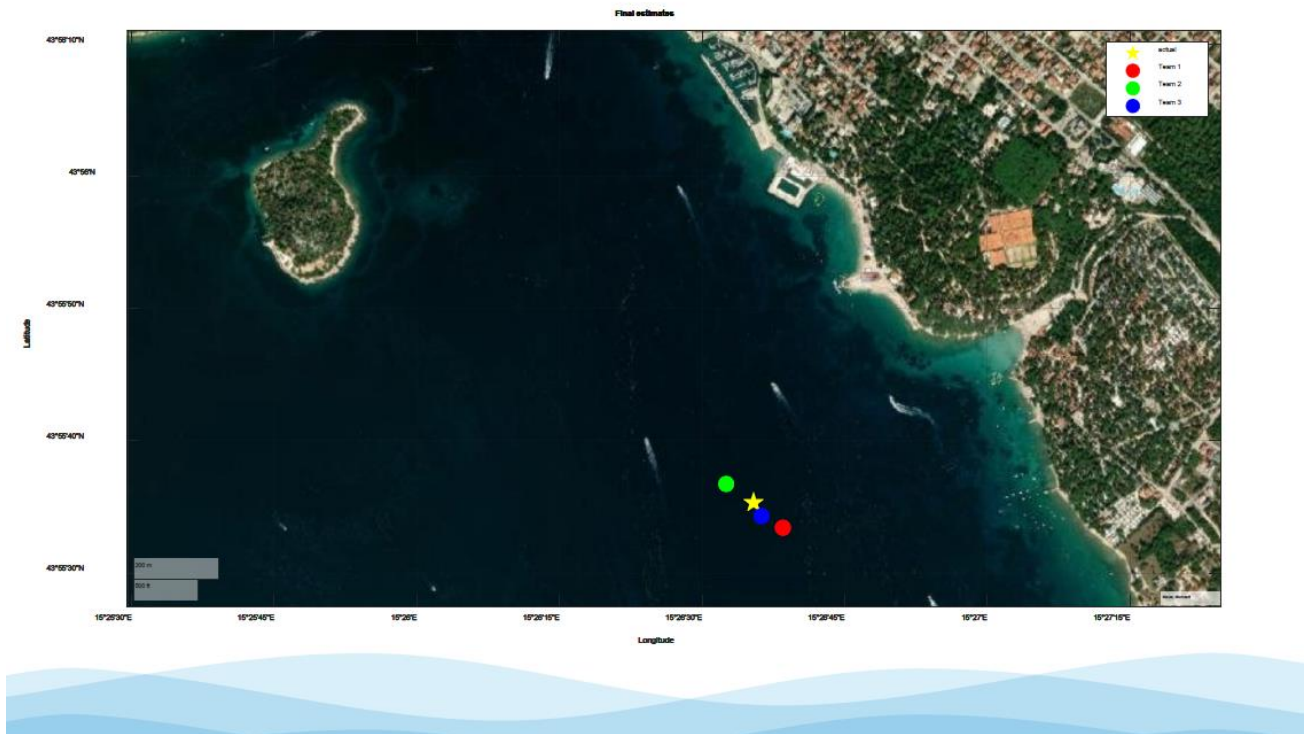 Final estimates
43°56'10"N
43°56'N
43°55'50"N
43°55'40"N
43°55'30"N
Latitude
actual
Team 1
Team 2
Team 3
200 m
500 ft
15°25'30"E 15°25'45"E 15°26'E 15°26'15"E 15°26'30"E 15°26'45"E 15°27'E 15°27'15"E
Longitude